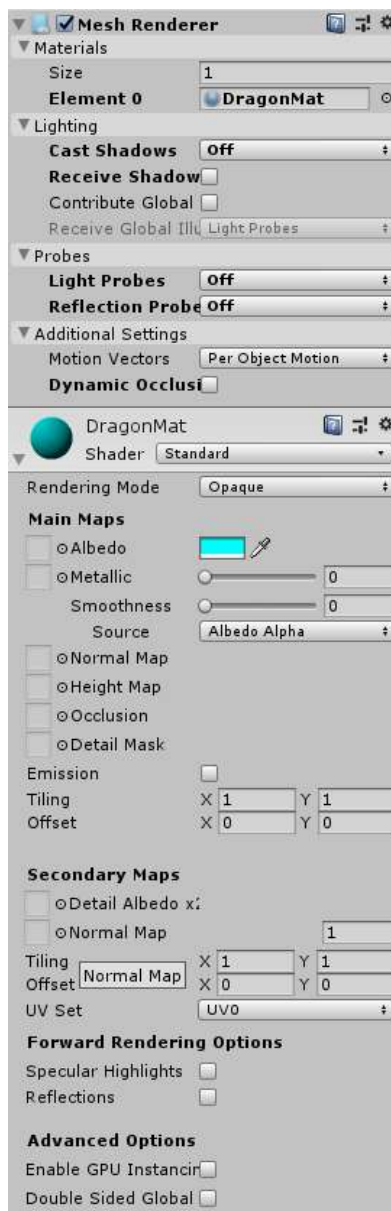 Mesh Renderer
Materials
Size 1
Element 0 DragonMat
Lighting
Cast Shadows Off
Receive Shadow
Contribute Global
Receive Global Illu Light Probes
Probes
Light Probes Off
Reflection Probe Off
Additional Settings
Motion Vectors Per Object Motion
Dynamic Occlusi
DragonMat
Shader Standard
Rendering Mode Opaque
Main Maps
Albedo
Metallic 0
Smoothness 0
Source Albedo Alpha
Normal Map
Height Map
Occlusion
Detail Mask
Emission
Tiling X 1 Y 1
Offset X 0 Y 0
Secondary Maps
Detail Albedo x2
Normal Map 1
Tiling X 1 Y 1
Offset Normal Map X 0 Y 0
UV Set UV0
Forward Rendering Options
Specular Highlights
Reflections
Advanced Options
Enable GPU Instancin
Double Sided Global